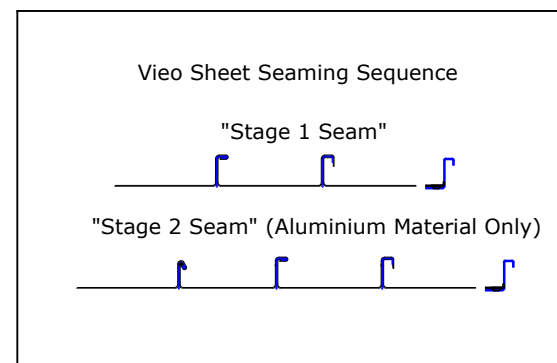 Vieo Sheet Seaming Sequence
"Stage 1 Seam"
"Stage 2 Seam" (Aluminium Material Only)